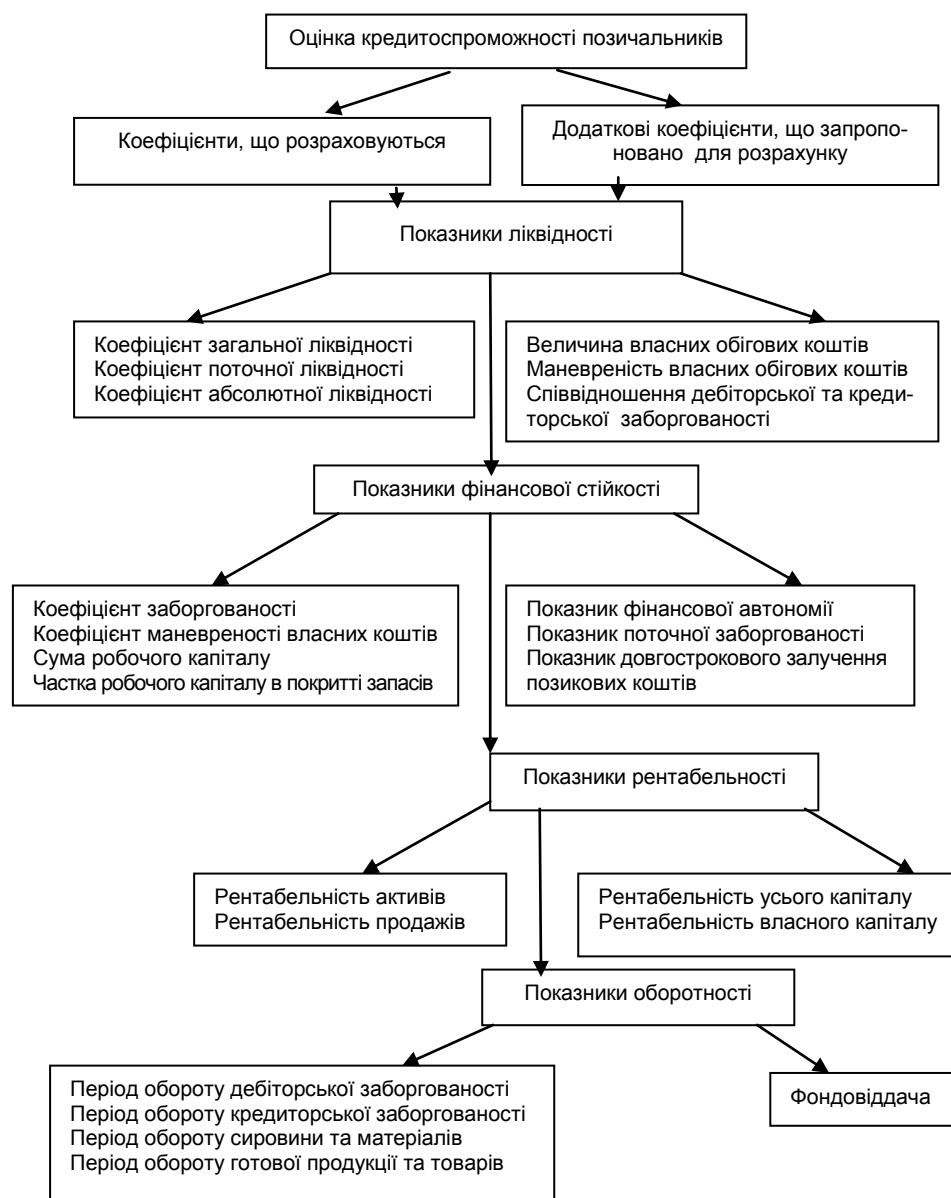 Оцінка кредитоспроможності позичальників
Коефіцієнти, що розраховуються
Додаткові коефіцієнти, що запропо-
новано для розрахунку
Показники ліквідності
Коефіцієнт загальної ліквідності
Коефіцієнт поточної ліквідності
Коефіцієнт абсолютної ліквідності
Величина власних обігових коштів
Маневреність власних обігових коштів
Співвідношення дебіторської та креди-
торської заборгованості
Показники фінансової стійкості
Коефіцієнт заборгованості
Коефіцієнт маневреності власних коштів
Сума робочого капіталу
Частка робочого капіталу в покритті запасів
Показник фінансової автономії
Показник поточної заборгованості
Показник довгострокового залучення
позикових коштів
Показники рентабельності
Рентабельність активів
Рентабельність продажів
Рентабельність усього капіталу
Рентабельність власного капіталу
Показники оборотності
Період обороту дебіторської заборгованості
Період обороту кредиторської заборгованості
Період обороту сировини та матеріалів
Період обороту готової продукції та товарів
Фондовіддача